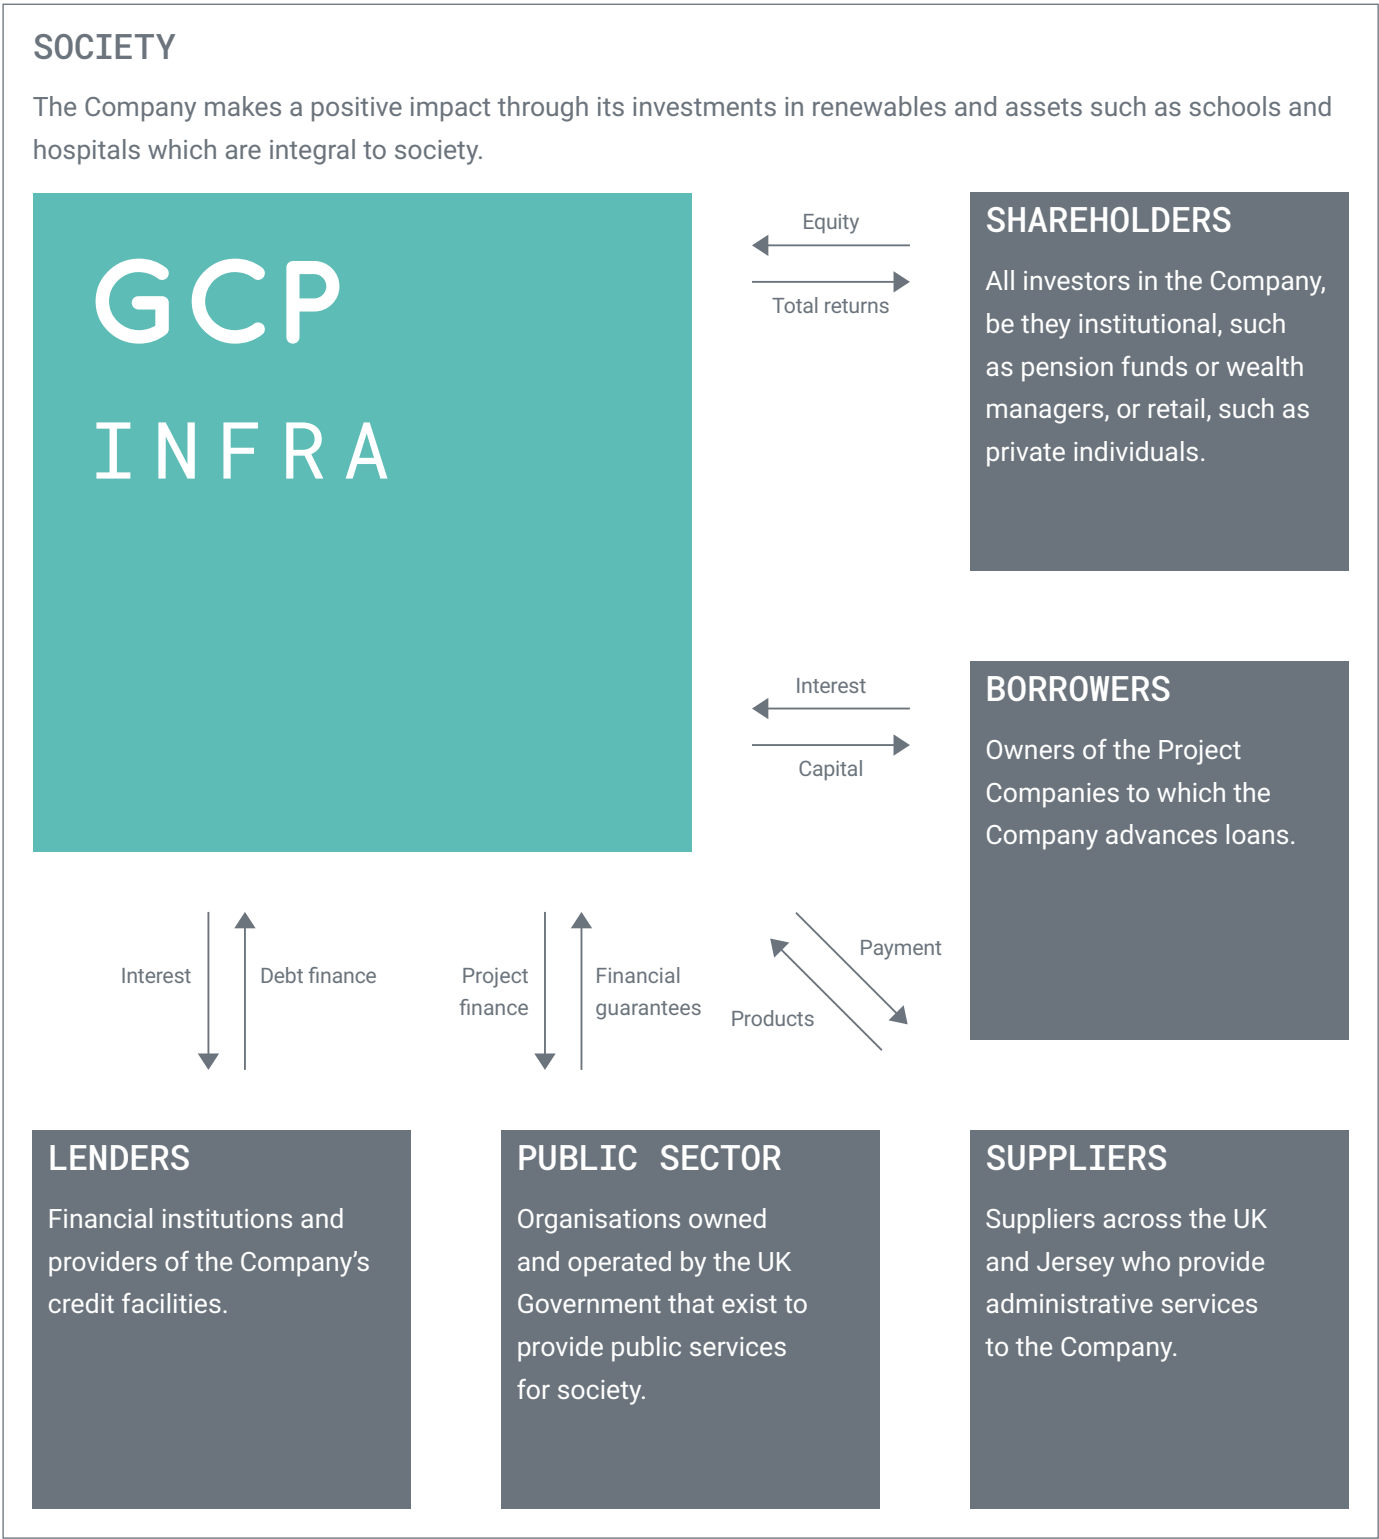 SOCIETY
The Company makes a positive impact through its investments in renewables and assets such as schools and
hospitals which are integral to society.
GCP
INFRA
Equity
Total returns
SHAREHOLDERS
All investors in the Company,
be they institutional, such
as pension funds or wealth
managers, or retail, such as
private individuals.
Interest
Capital
BORROWERS
Owners of the Project
Companies to which the
Company advances loans.
Interest
Debt finance
Project
finance
Financial
guarantees
Payment
Products
LENDERS
Financial institutions and
providers of the Company’s
credit facilities.
PUBLIC SECTOR
Organisations owned
and operated by the UK
Government that exist to
provide public services
for society.
SUPPLIERS
Suppliers across the UK
and Jersey who provide
administrative services
to the Company.